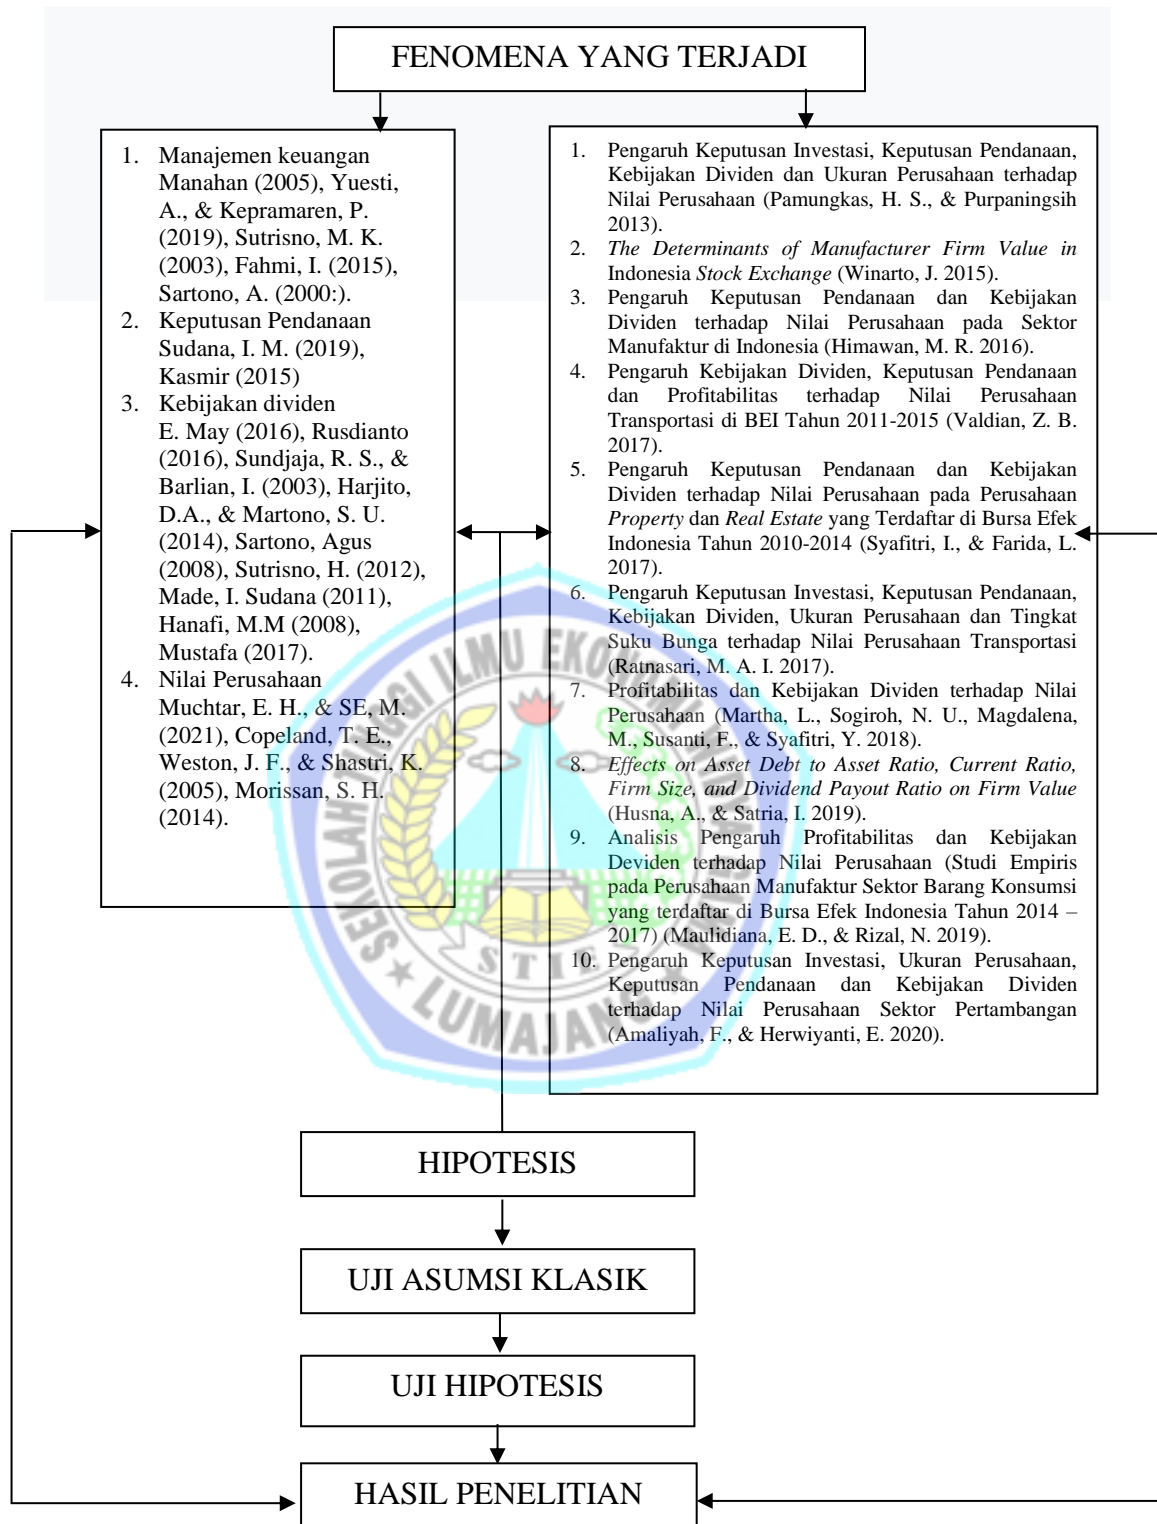 FENOMENA YANG TERJADI
1. Manajemen keuangan
Manahan (2005), Yuesti,
A., & Kepramaren, P.
(2019), Sutrisno, M. K.
(2003), Fahmi, I. (2015),
Sartono, A. (2000:).
2. Keputusan Pendanaan
Sudana, I. M. (2019),
Kasmir (2015)
3. Kebijakan dividen
E. May (2016), Rusdianto
(2016), Sundjaja, R. S., &
Barlian, I. (2003), Harjito,
D.A., & Martono, S. U.
(2014), Sartono, Agus
(2008), Sutrisno, H. (2012),
Made, I. Sudana (2011),
Hanafi, M.M (2008),
Mustafa (2017).
4. Nilai Perusahaan
Muchtar, E. H., & SE, M.
(2021), Copeland, T. E.,
Weston, J. F., & Shastri, K.
(2005), Morissan, S. H.
(2014).
1. Pengaruh Keputusan Investasi, Keputusan Pendanaan,
Kebijakan Dividen dan Ukuran Perusahaan terhadap
Nilai Perusahaan (Pamungkas, H. S., & Purpaningsih
2013).
2. The Determinants of Manufacturer Firm Value in
Indonesia Stock Exchange (Winarto, J. 2015).
3. Pengaruh Keputusan Pendanaan dan Kebijakan
Dividen terhadap Nilai Perusahaan pada Sektor
Manufaktur di Indonesia (Himawan, M. R. 2016).
4. Pengaruh Kebijakan Dividen, Keputusan Pendanaan
dan Profitabilitas terhadap Nilai Perusahaan
Transportasi di BEI Tahun 2011-2015 (Valdian, Z. B.
2017).
5. Pengaruh Keputusan Pendanaan dan Kebijakan
Dividen terhadap Nilai Perusahaan pada Perusahaan
Property dan Real Estate yang Terdaftar di Bursa Efek
Indonesia Tahun 2010-2014 (Syafitri, I., & Farida, L.
2017).
6. Pengaruh Keputusan Investasi, Keputusan Pendanaan,
Kebijakan Dividen, Ukuran Perusahaan dan Tingkat
Suku Bunga terhadap Nilai Perusahaan Transportasi
(Ratnasari, M. A. I. 2017).
7. Profitabilitas dan Kebijakan Dividen terhadap Nilai
Perusahaan (Martha, L., Sogiroh, N. U., Magdalena,
M., Susanti, F., & Syafitri, Y. 2018).
8. Effects on Asset Debt to Asset Ratio, Current Ratio,
Firm Size, and Dividend Payout Ratio on Firm Value
(Husna, A., & Satria, I. 2019).
9. Analisis Pengaruh Profitabilitas dan Kebijakan
Deviden terhadap Nilai Perusahaan (Studi Empiris
pada Perusahaan Manufaktur Sektor Barang Konsumsi
yang terdaftar di Bursa Efek Indonesia Tahun 2014 –
2017) (Maulidiana, E. D., & Rizal, N. 2019).
10. Pengaruh Keputusan Investasi, Ukuran Perusahaan,
Keputusan Pendanaan dan Kebijakan Dividen
terhadap Nilai Perusahaan Sektor Pertambangan
(Amaliyah, F., & Herwiyanti, E. 2020).
SEKOLAH TINGGI ILMU EKONOMI WIDYA GAMA
STIE
LUMAJANG
HIPOTESIS
UJI ASUMSI KLASIK
UJI HIPOTESIS
HASIL PENELITIAN